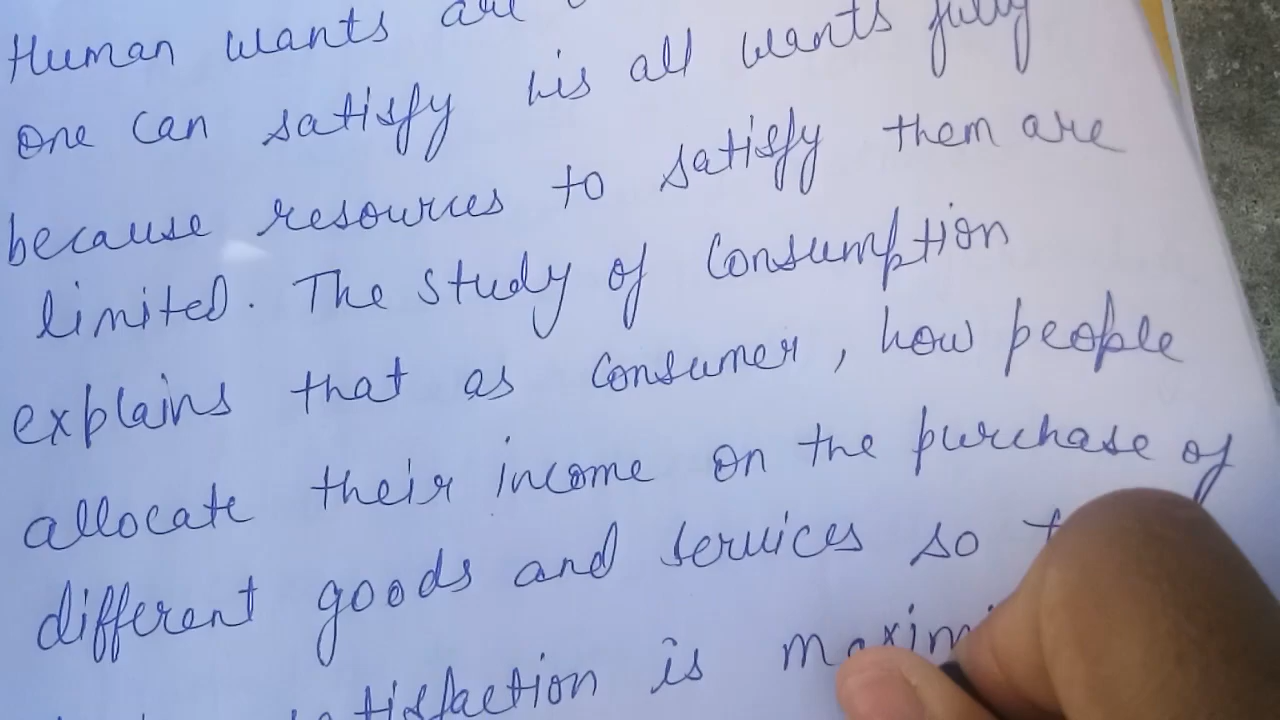 Human wants are
one can satisfy his all wants fully
because resources to satisfy them are
limited. The study of Consumption
explains that as Consumer, how people
allocate their income on the purchase of
different goods and services so
satisfaction is maximi